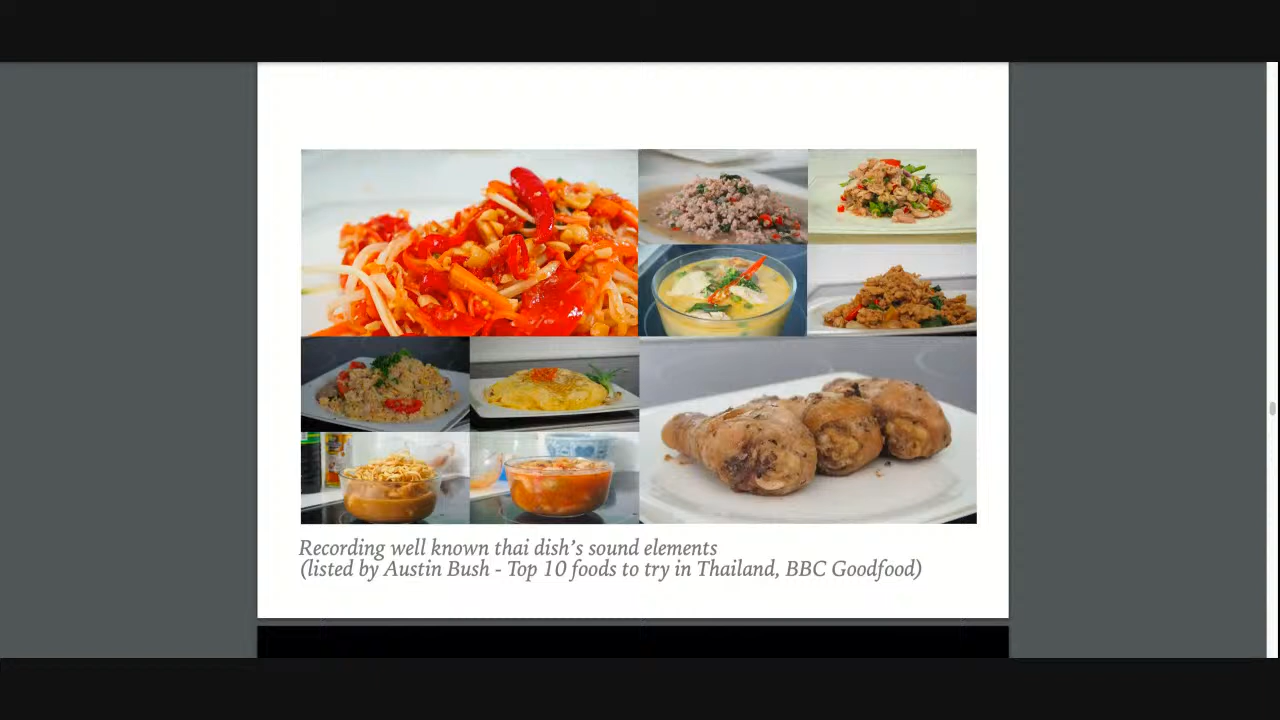 Recording well known thai dish's sound elements
(listed by Austin Bush - Top 10 foods to try in Thailand, BBC Goodfood)